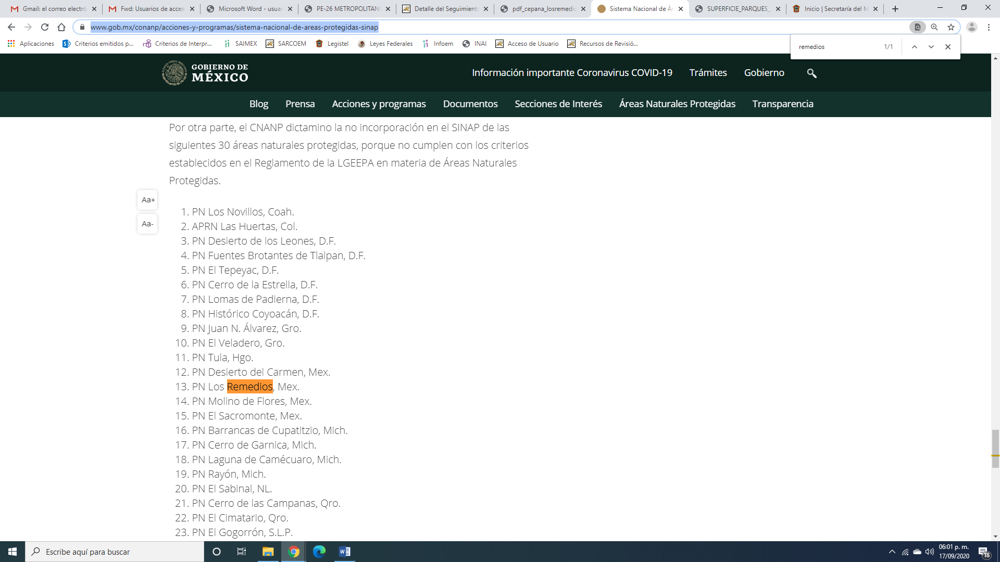 Gmail: el correo electró
Fwd: Usuarios de acces
Microsoft Word - usuar
PE-26 METROPOLITANO
Detalle del Seguimiento
pdf_cepana_losremedio
Sistema Nacional de Ár
SUPERFICIE_PARQUES_
Inicio | Secretaría del M
www.gob.mx/conanp/acciones-y-programas/sistema-nacional-de-areas-protegidas-sinap
Aplicaciones
Criterios emitidos p...
Criterios de Interpr...
SAIMEX
SARCOEM
Legistel
Leyes Federales
Infoem
INAI
Acceso de Usuario
Recursos de Revisió...
remedios 1/1
GOBIERNO DE
MÉXICO
Información importante Coronavirus COVID-19 Trámites Gobierno
Blog Prensa Acciones y programas Documentos Secciones de Interés Áreas Naturales Protegidas Transparencia
Por otra parte, el CNANP dictamino la no incorporación en el SINAP de las
siguientes 30 áreas naturales protegidas, porque no cumplen con los criterios
establecidos en el Reglamento de la LGEEPA en materia de Áreas Naturales
Protegidas.
Aa+
Aa-
1. PN Los Novillos, Coah.
2. APRN Las Huertas, Col.
3. PN Desierto de los Leones, D.F.
4. PN Fuentes Brotantes de Tlalpan, D.F.
5. PN El Tepeyac, D.F.
6. PN Cerro de la Estrella, D.F.
7. PN Lomas de Padierna, D.F.
8. PN Histórico Coyoacán, D.F.
9. PN Juan N. Álvarez, Gro.
10. PN El Veladero, Gro.
11. PN Tula, Hgo.
12. PN Desierto del Carmen, Mex.
13. PN Los Remedios, Mex.
14. PN Molino de Flores, Mex.
15. PN El Sacromonte, Mex.
16. PN Barrancas de Cupatitzio, Mich.
17. PN Cerro de Garnica, Mich.
18. PN Laguna de Camécuaro, Mich.
19. PN Rayón, Mich.
20. PN El Sabinal, NL.
21. PN Cerro de las Campanas, Qro.
22. PN El Cimatario, Qro.
23. PN El Gogorrón, S.L.P.
Escribe aquí para buscar
06:01 p. m.
17/09/2020
18